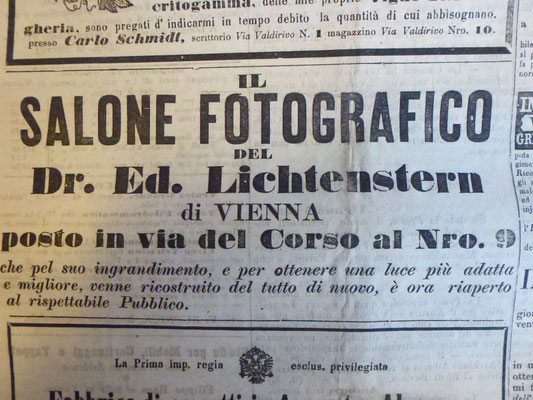 critogamma, delle mie proprie
gheria, sono pregati d'indicarmi in tempo debito la quantità di cui abbisognano.
presso Carlo Schmidl, scrittorio Via Valdirivo N. 1 magazzino Via Valdirivo Nro. 10.
IL
SALONE FOTOGRAFICO
DEL
Dr. Ed. Lichtenstern
di VIENNA
posto in via del Corso al Nro. 9
che pel suo ingrandimento, e per ottenere una luce più adatta
e migliore, venne ricostruito del tutto di nuovo, è ora riaperto
al rispettabile Pubblico.
La Prima imp. regia esclus. privilegiata